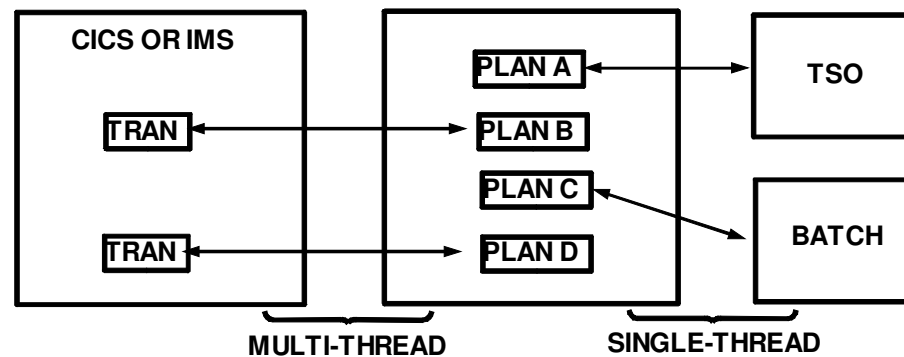 CICS OR IMS
PLAN A
TSO
TRAN
PLAN B
PLAN C
BATCH
TRAN
PLAN D
MULTI-THREAD
SINGLE-THREAD